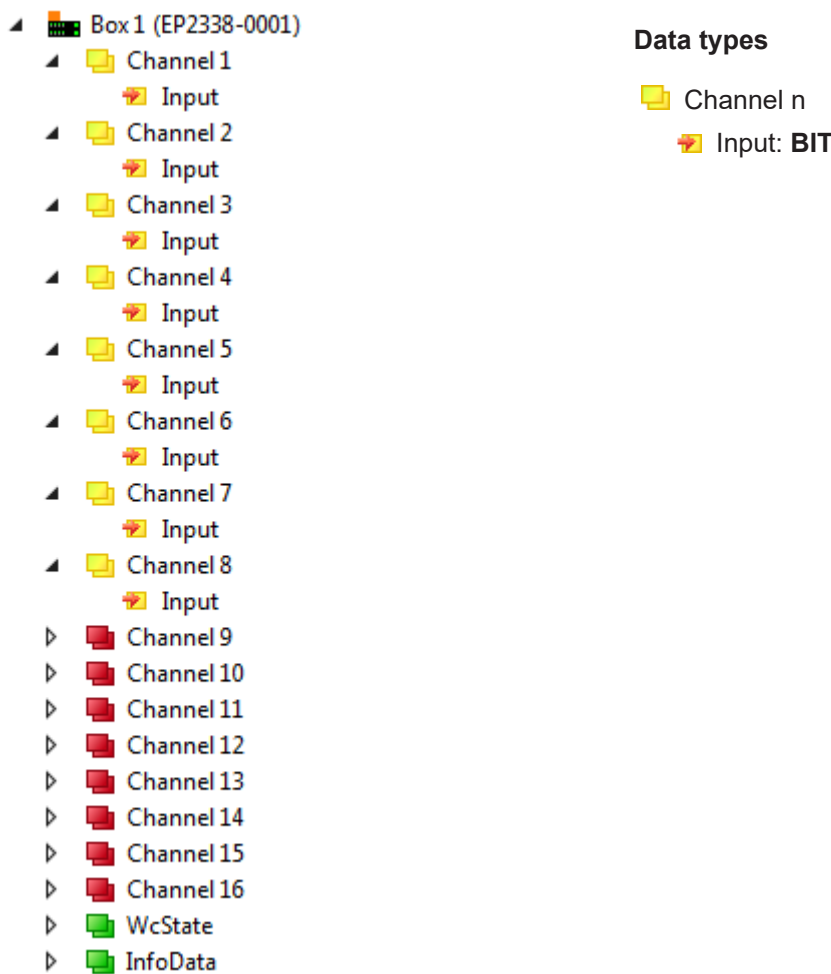 Box 1 (EP2338-0001)
Channel 1
Input
Channel 2
Input
Channel 3
Input
Channel 4
Input
Channel 5
Input
Channel 6
Input
Channel 7
Input
Channel 8
Input
Channel 9
Channel 10
Channel 11
Channel 12
Channel 13
Channel 14
Channel 15
Channel 16
WcState
InfoData
Data types
Channel n
Input: BIT